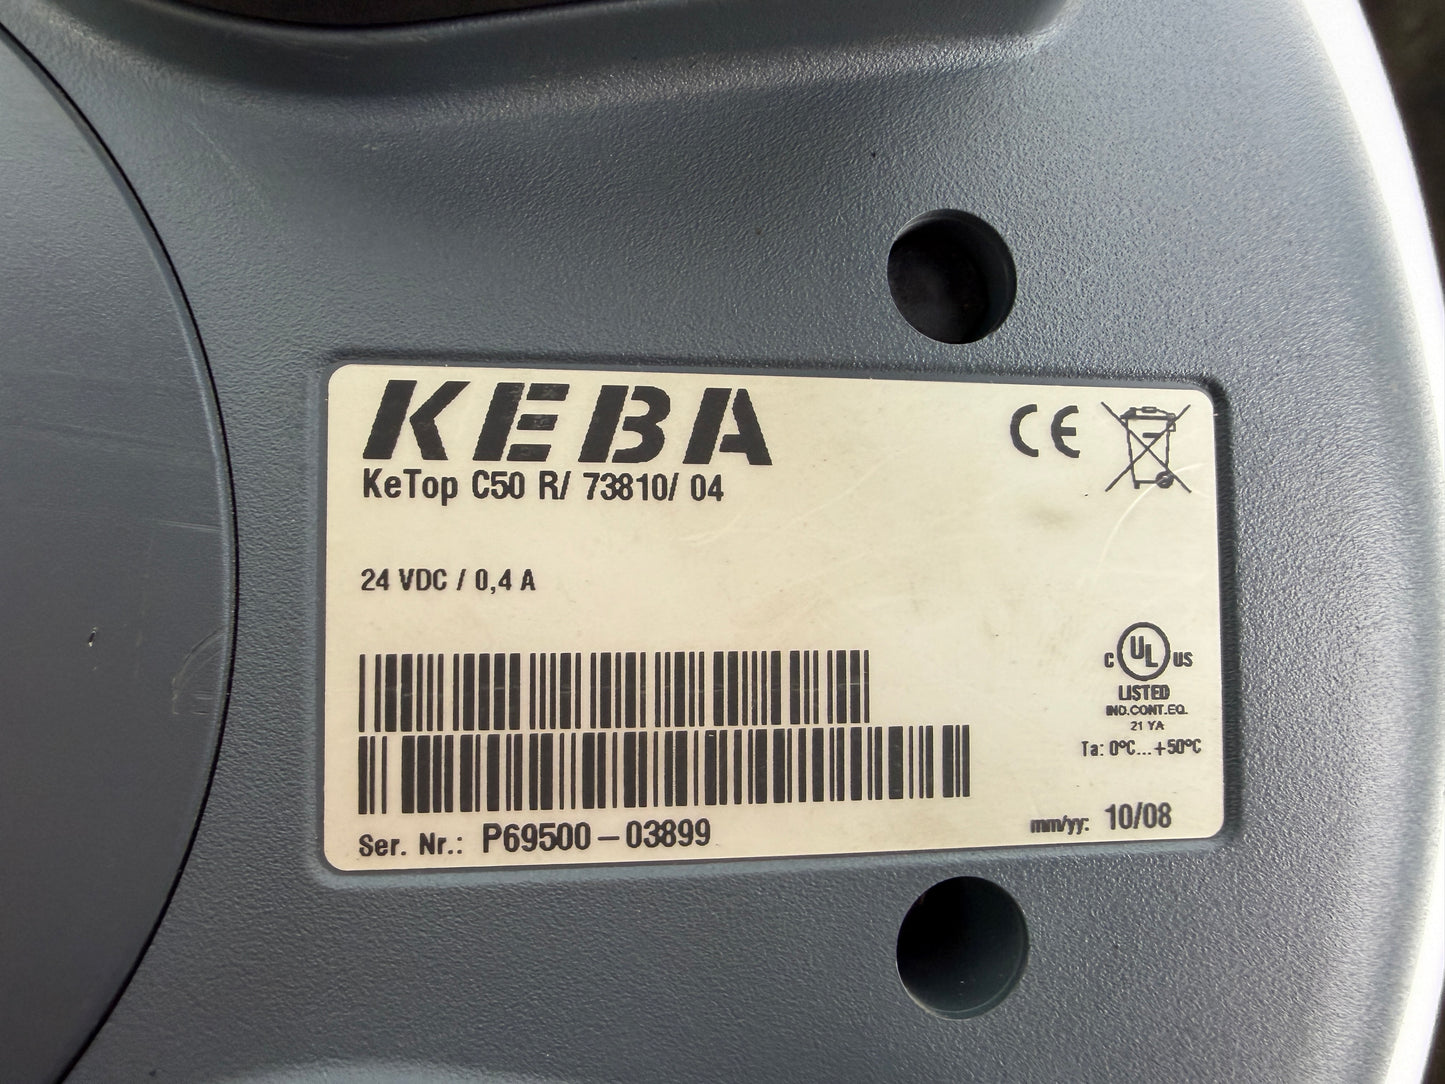 KEBA
CE
KeTop C50 R/ 73810/ 04
24 VDC / 0,4 A
C UL US
LISTED
IND.CONT.EQ.
21 YA
Ta: 0°C...+50°C
Ser. Nr.: P69500-03899
mm/yy: 10/08